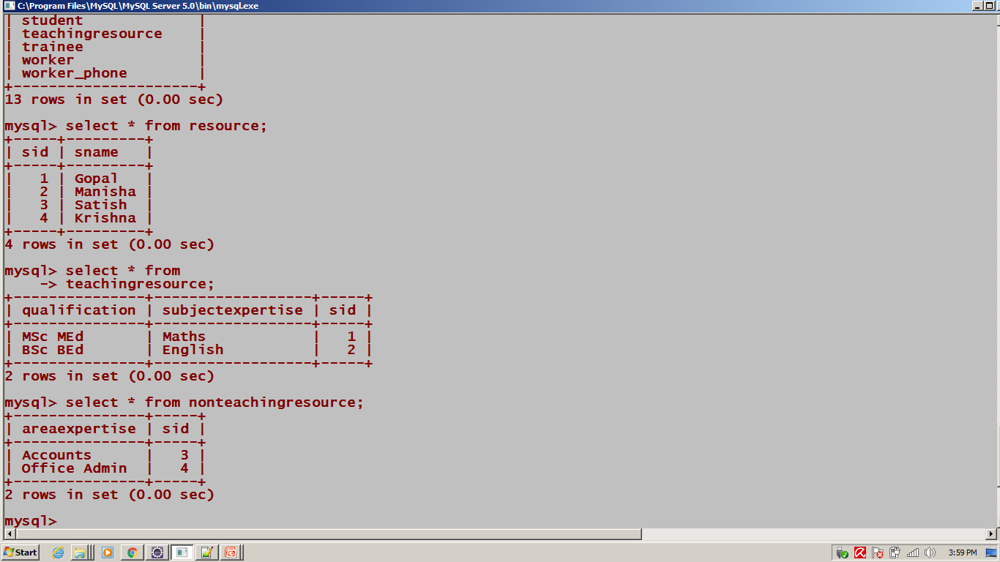 C:\Program Files\MySQL\MySQL Server 5.0\bin\mysql.exe
| student             |
| teachingresource    |
| trainee             |
| worker              |
| worker_phone        |
+---------------------+
13 rows in set (0.00 sec)
mysql> select * from resource;
+-----+---------+
| sid | sname   |
+-----+---------+
|   1 | Gopal   |
|   2 | Manisha |
|   3 | Satish  |
|   4 | Krishna |
+-----+---------+
4 rows in set (0.00 sec)
mysql> select * from
    -> teachingresource;
+---------------+------------------+-----+
| qualification | subjectexpertise | sid |
+---------------+------------------+-----+
| MSc MEd       | Maths            |   1 |
| BSc BEd       | English          |   2 |
+---------------+------------------+-----+
2 rows in set (0.00 sec)
mysql> select * from nonteachingresource;
+---------------+-----+
| areaexpertise | sid |
+---------------+-----+
| Accounts      |   3 |
| Office Admin  |   4 |
+---------------+-----+
2 rows in set (0.00 sec)
mysql>
Start
3:59 PM